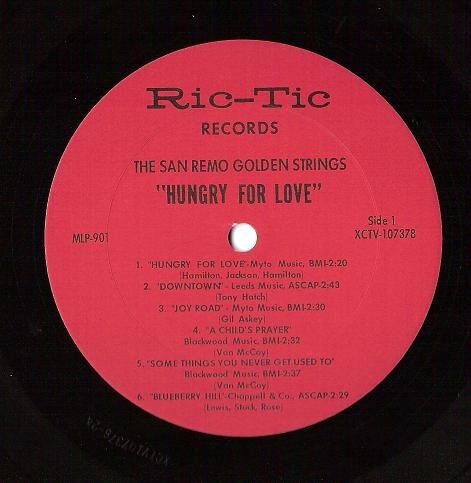 Ric-Tic
RECORDS
THE SAN REMO GOLDEN STRINGS
"HUNGRY FOR LOVE"
Side 1
MLP-901 XCTV-107378
1. "HUNGRY FOR LOVE"-Myto Music, BMI-2:20
(Hamilton, Jackson, Hamilton)
2. "DOWNTOWN"- Leeds Music, ASCAP-2:43
(Tony Hatch)
3. "JOY ROAD"- Myto Music, BMI-2:30
(Gil Askey)
4. "A CHILD'S PRAYER"
Blackwood Music, BMI-2:32
(Van McCoy)
5. "SOME THINGS YOU NEVER GET USED TO"
Blackwood Music, BMI-2:37
(Van McCoy)
6. "BLUEBERRY HILL"-Chappell & Co., ASCAP-2:29
(Lewis, Stock, Rose)